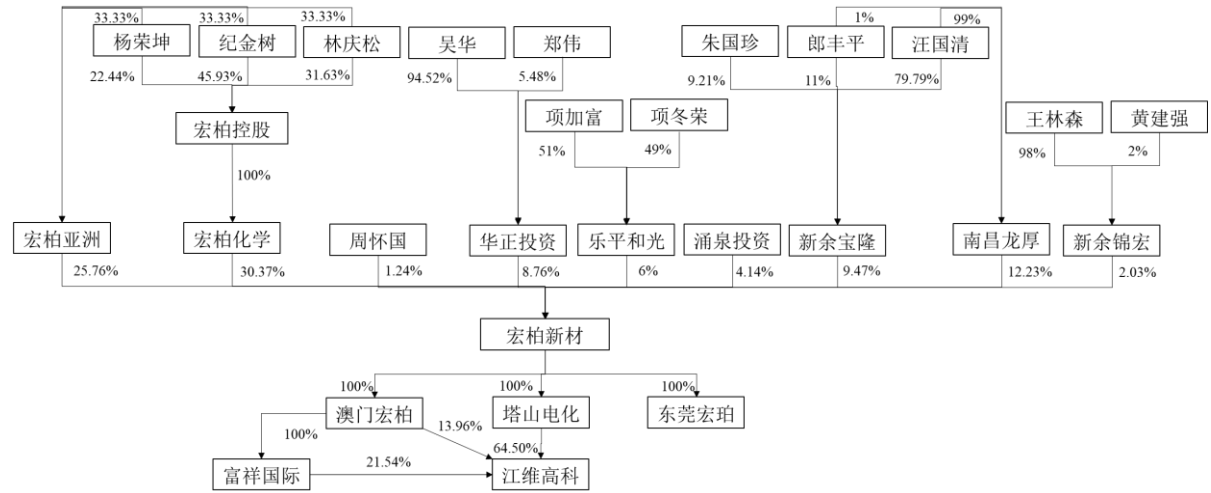 33.33% 33.33% 33.33% 1% 99%
杨荣坤 纪金树 林庆松 吴华 郑伟 朱国珍 郎丰平 汪国清
22.44% 45.93% 31.63% 94.52% 5.48% 9.21% 11% 79.79%
宏柏控股 项加富 项冬荣 王林森 黄建强
51% 49% 98% 2%
100%
宏柏亚洲 宏柏化学 周怀国 华正投资 乐平和光 涌泉投资 新余宝隆 南昌龙厚 新余锦宏
25.76% 30.37% 1.24% 8.76% 6% 4.14% 9.47% 12.23% 2.03%
宏柏新材
100% 100% 100%
澳门宏柏 塔山电化 东莞宏珀
100% 13.96% 64.50%
富祥国际 21.54% 江维高科